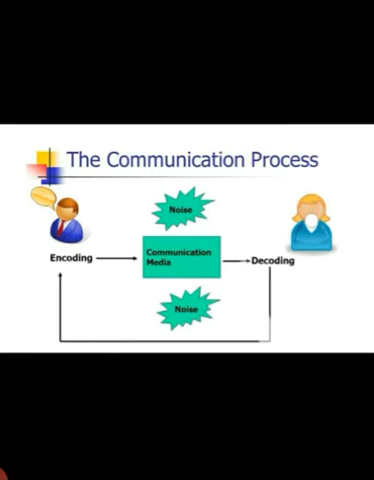 The Communication Process
Noise
Encoding
Communication
Media
Decoding
Noise